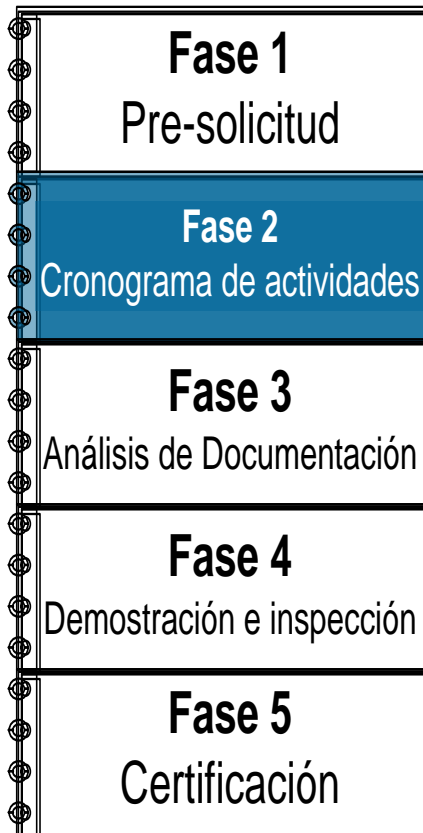 Fase 1
Pre-solicitud
Fase 2
Cronograma de actividades
Fase 3
Análisis de Documentación
Fase 4
Demostración e inspección
Fase 5
Certificación